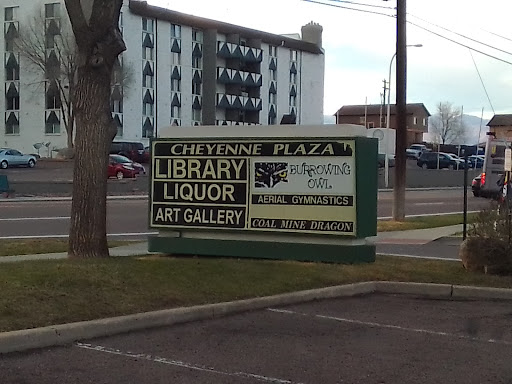 CHEYENNE PLAZA
LIBRARY
LIQUOR
ART GALLERY
BURROWING
OWL
AERIAL GYMNASTICS
COAL MINE DRAGON